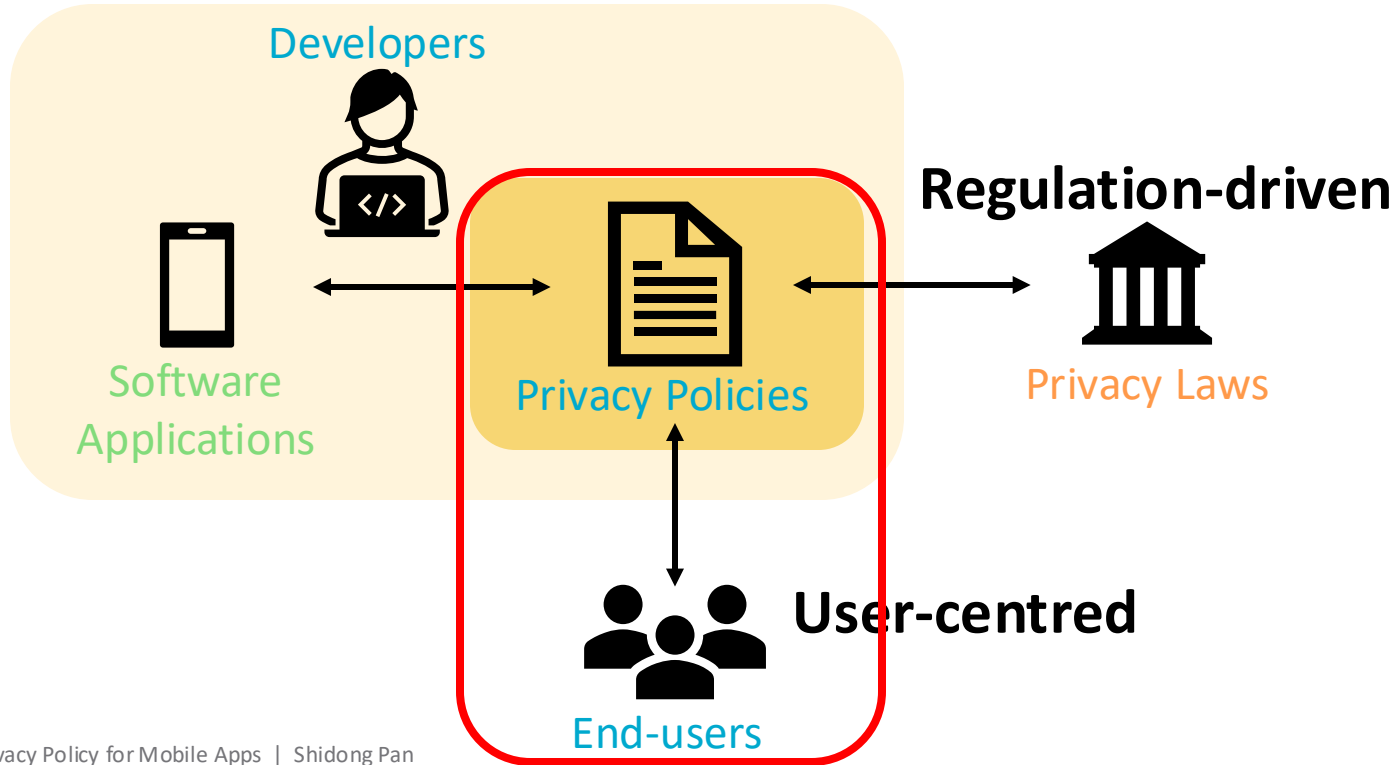 Developers
</>
Regulation-driven
Software
Applications
Privacy Policies
Privacy Laws
User-centred
End-users
vacy Policy for Mobile Apps | Shidong Pan